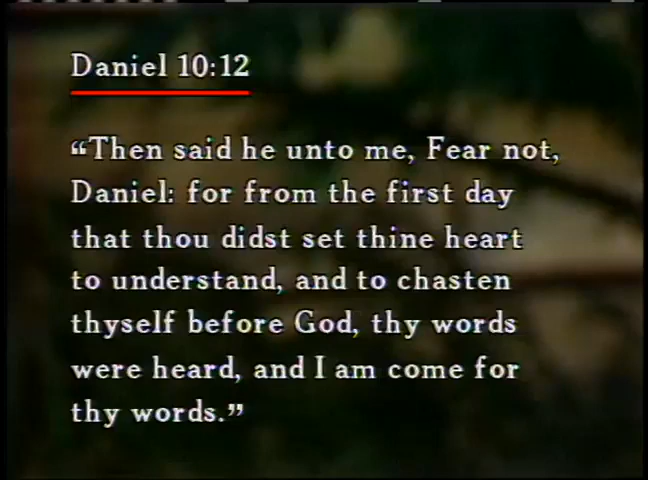 Daniel 10:12
“Then said he unto me, Fear not,
Daniel: for from the first day
that thou didst set thine heart
to understand, and to chasten
thyself before God, thy words
were heard, and I am come for
thy words.”